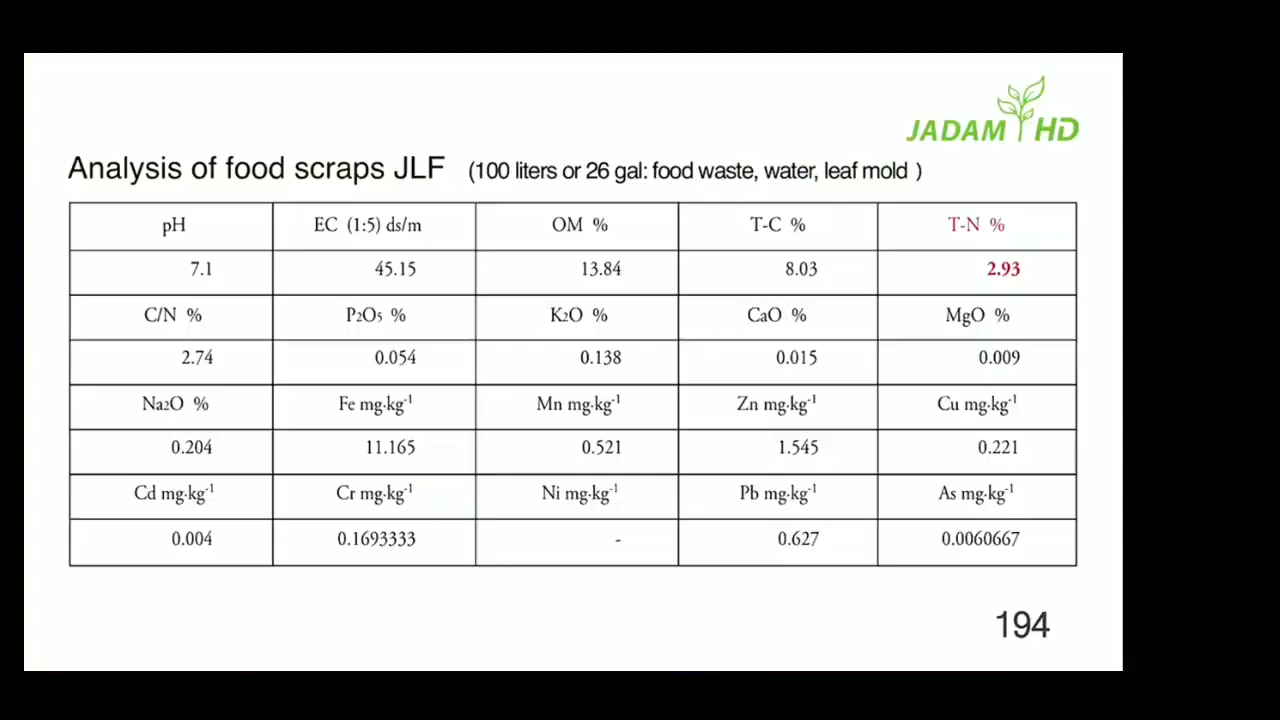 JADAM HD
Analysis of food scraps JLF (100 liters or 26 gal: food waste, water, leaf mold )
pH EC (1:5) ds/m OM % T-C % T-N %
7.1 45.15 13.84 8.03 2.93
C/N % P₂O₅ % K₂O % CaO % MgO %
2.74 0.054 0.138 0.015 0.009
Na₂O % Fe mg·kg⁻¹ Mn mg·kg⁻¹ Zn mg·kg⁻¹ Cu mg·kg⁻¹
0.204 11.165 0.521 1.545 0.221
Cd mg·kg⁻¹ Cr mg·kg⁻¹ Ni mg·kg⁻¹ Pb mg·kg⁻¹ As mg·kg⁻¹
0.004 0.1693333 - 0.627 0.0060667
194